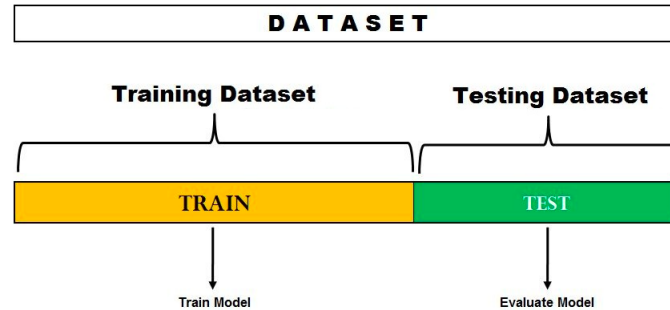 DATASET
Training Dataset
Testing Dataset
TRAIN
TEST
Train Model
Evaluate Model